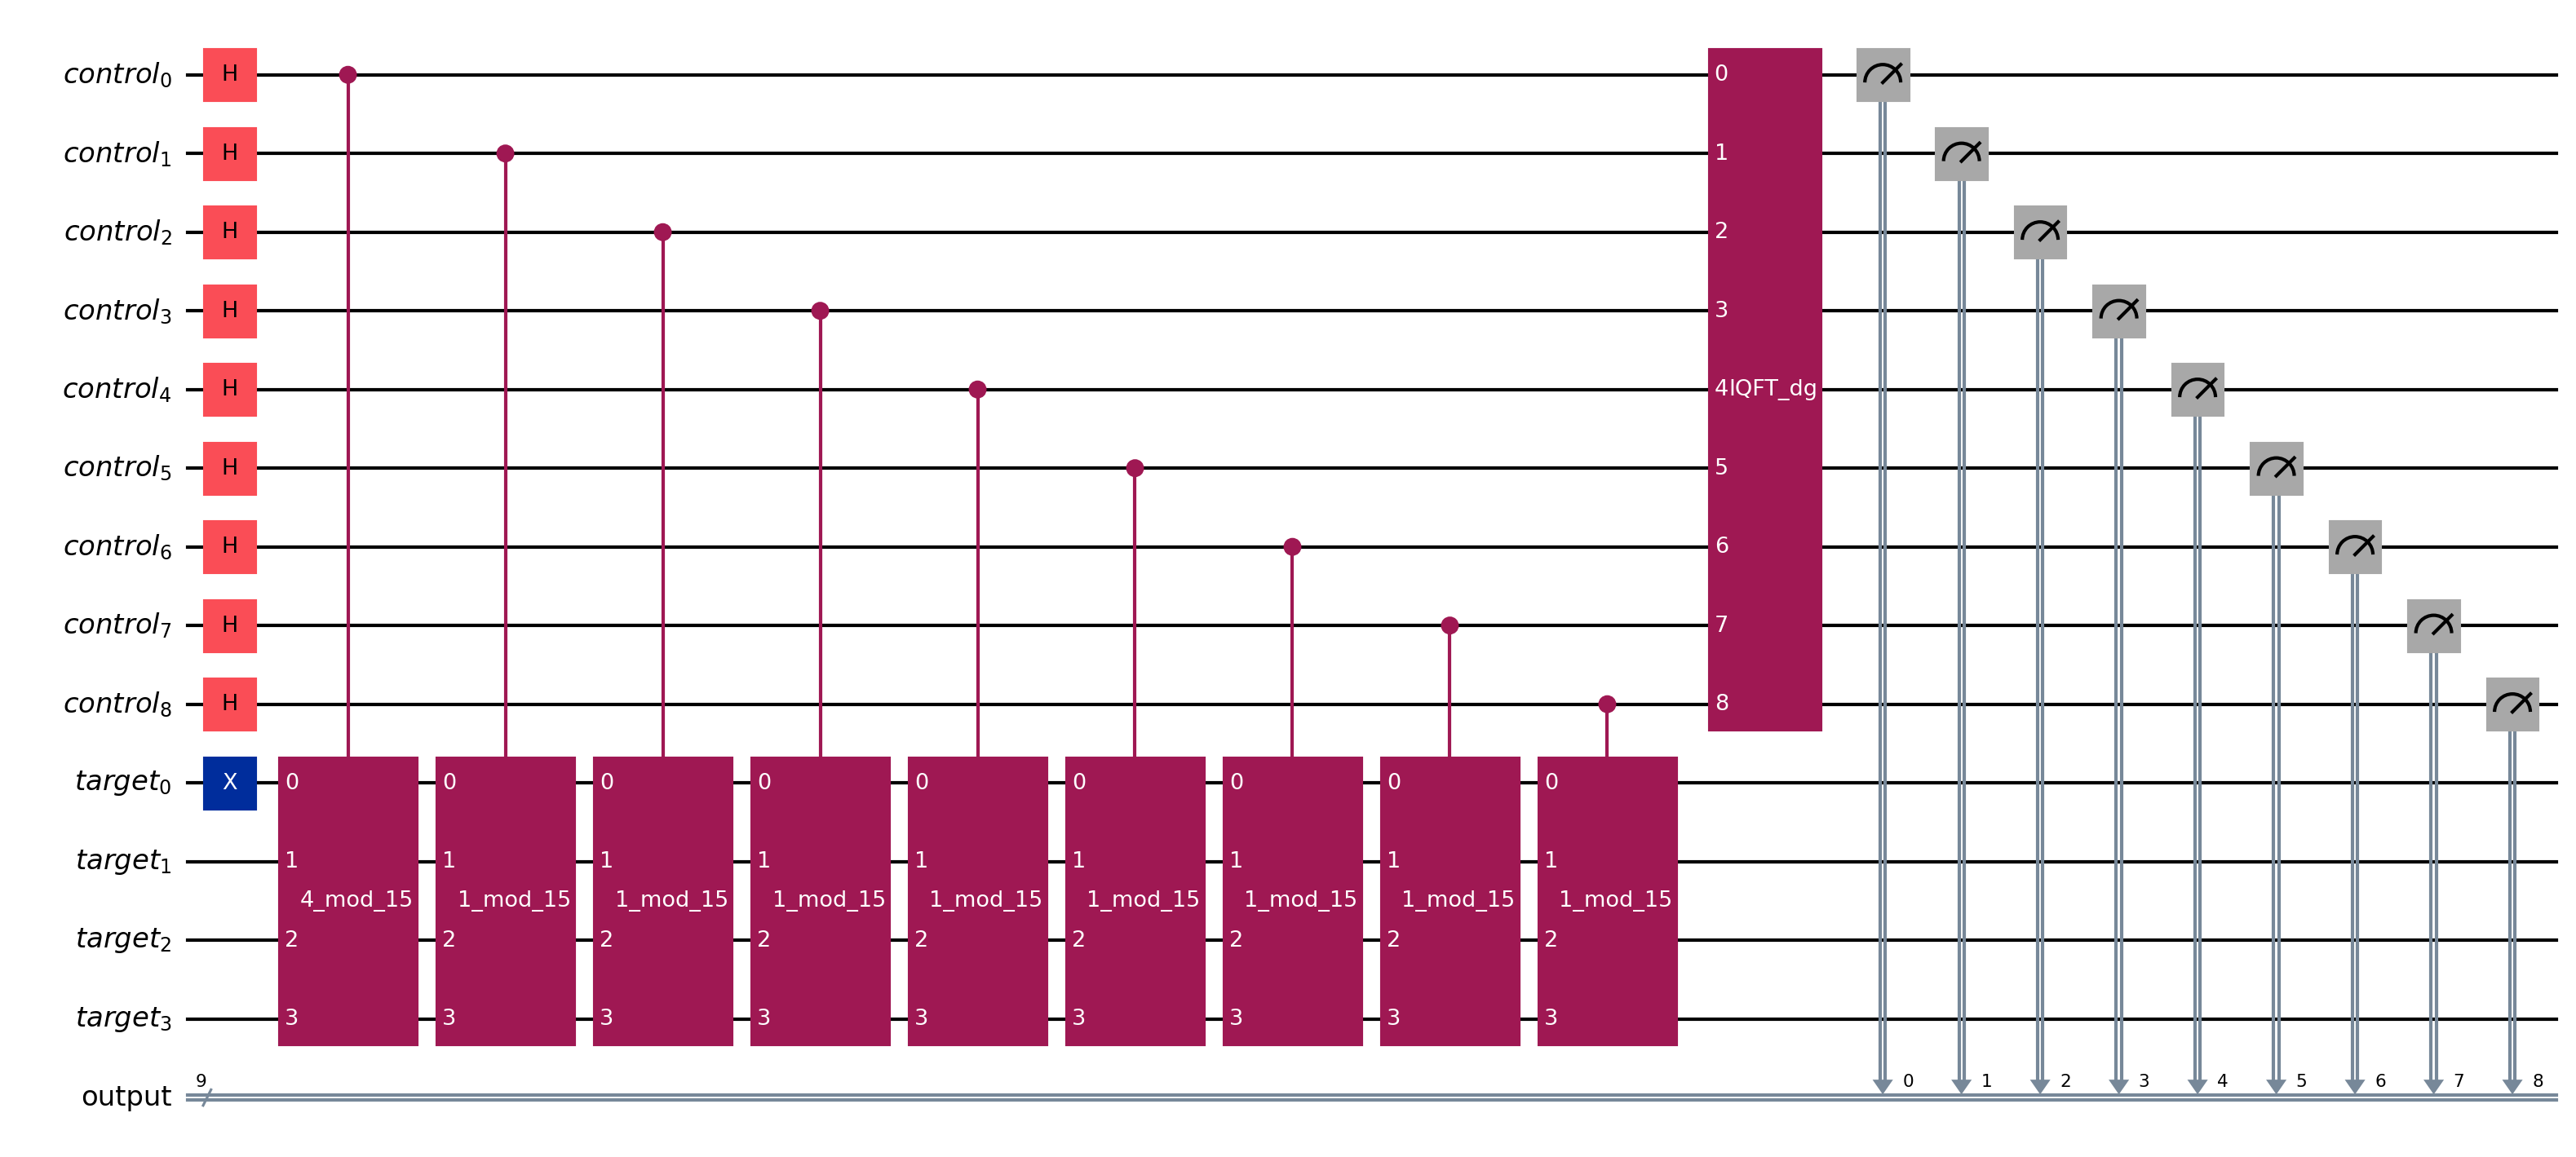 control0 H 0
control1 H 1
control2 H 2
control3 H 3
control4 H 4 IQFT_dg
control5 H 5
control6 H 6
control7 H 7
control8 H 8
target0 X 0 0 0 0 0 0 0 0 0
target1 1 1 1 1 1 1 1 1 1
4_mod_15 1_mod_15 1_mod_15 1_mod_15 1_mod_15 1_mod_15 1_mod_15 1_mod_15 1_mod_15
target2 2 2 2 2 2 2 2 2 2
target3 3 3 3 3 3 3 3 3 3
9 0 1 2 3 4 5 6 7 8
output